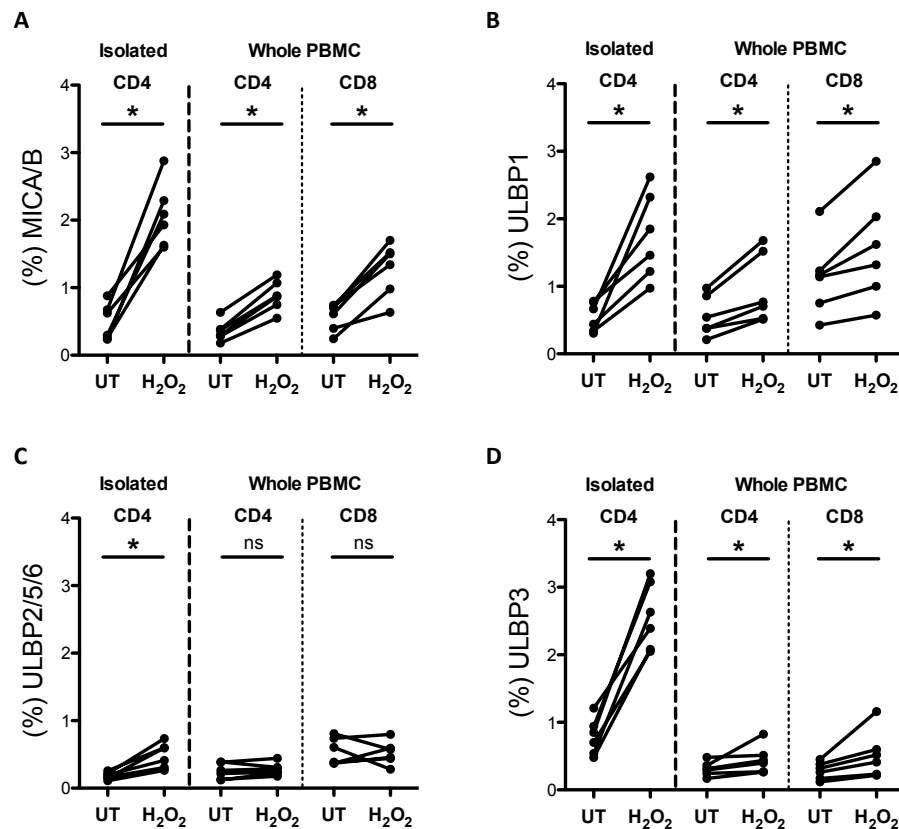 A
Isolated Whole PBMC
CD4 CD4 CD8
* * *
4
3
2
1
0
(%) MICA/B
UT H₂O₂ UT H₂O₂ UT H₂O₂
B
Isolated Whole PBMC
CD4 CD4 CD8
* * *
4
3
2
1
0
(%) ULBP1
UT H₂O₂ UT H₂O₂ UT H₂O₂
C
Isolated Whole PBMC
CD4 CD4 CD8
* ns ns
4
3
2
1
0
(%) ULBP2/5/6
UT H₂O₂ UT H₂O₂ UT H₂O₂
D
Isolated Whole PBMC
CD4 CD4 CD8
* * *
4
3
2
1
0
(%) ULBP3
UT H₂O₂ UT H₂O₂ UT H₂O₂